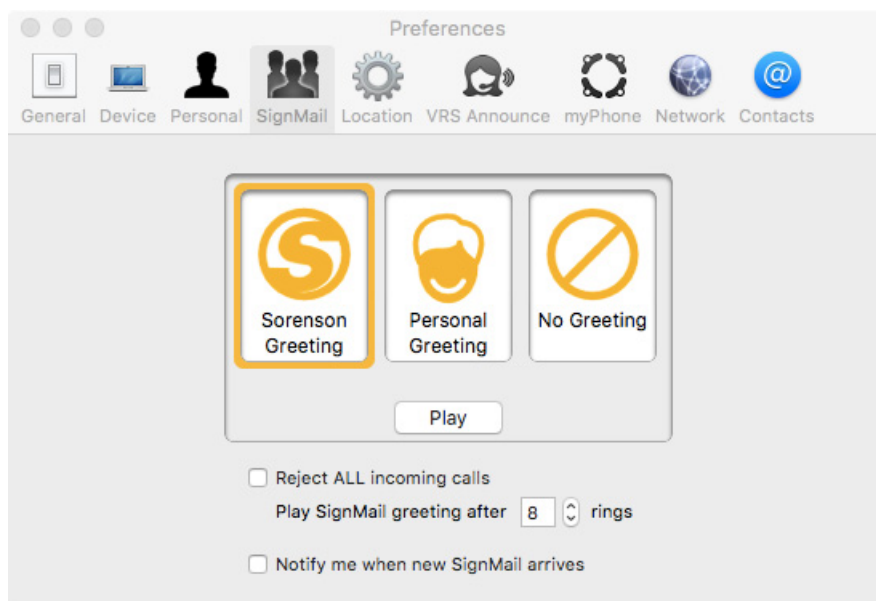 Preferences
General Device Personal SignMail Location VRS Announce myPhone Network Contacts
Sorenson Greeting
Personal Greeting
No Greeting
Play
Reject ALL incoming calls
Play SignMail greeting after 8 rings
Notify me when new SignMail arrives